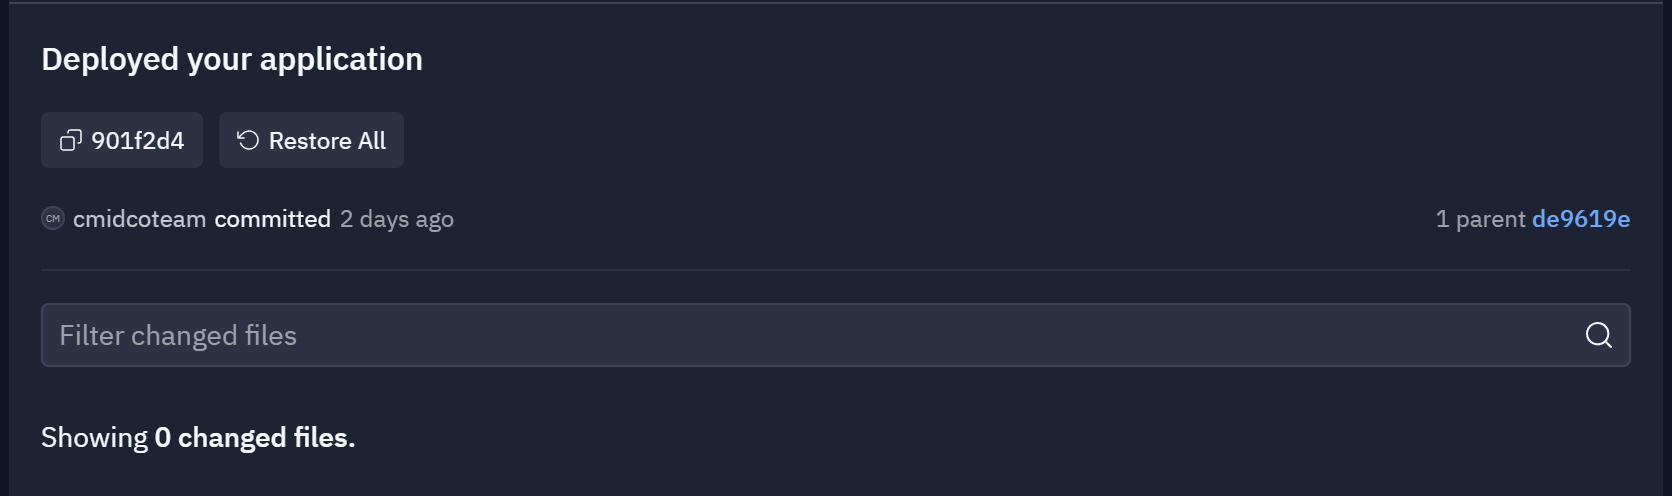 Deployed your application
901f2d4 Restore All
CM cmidcoteam committed 2 days ago 1 parent de9619e
Filter changed files
Showing 0 changed files.